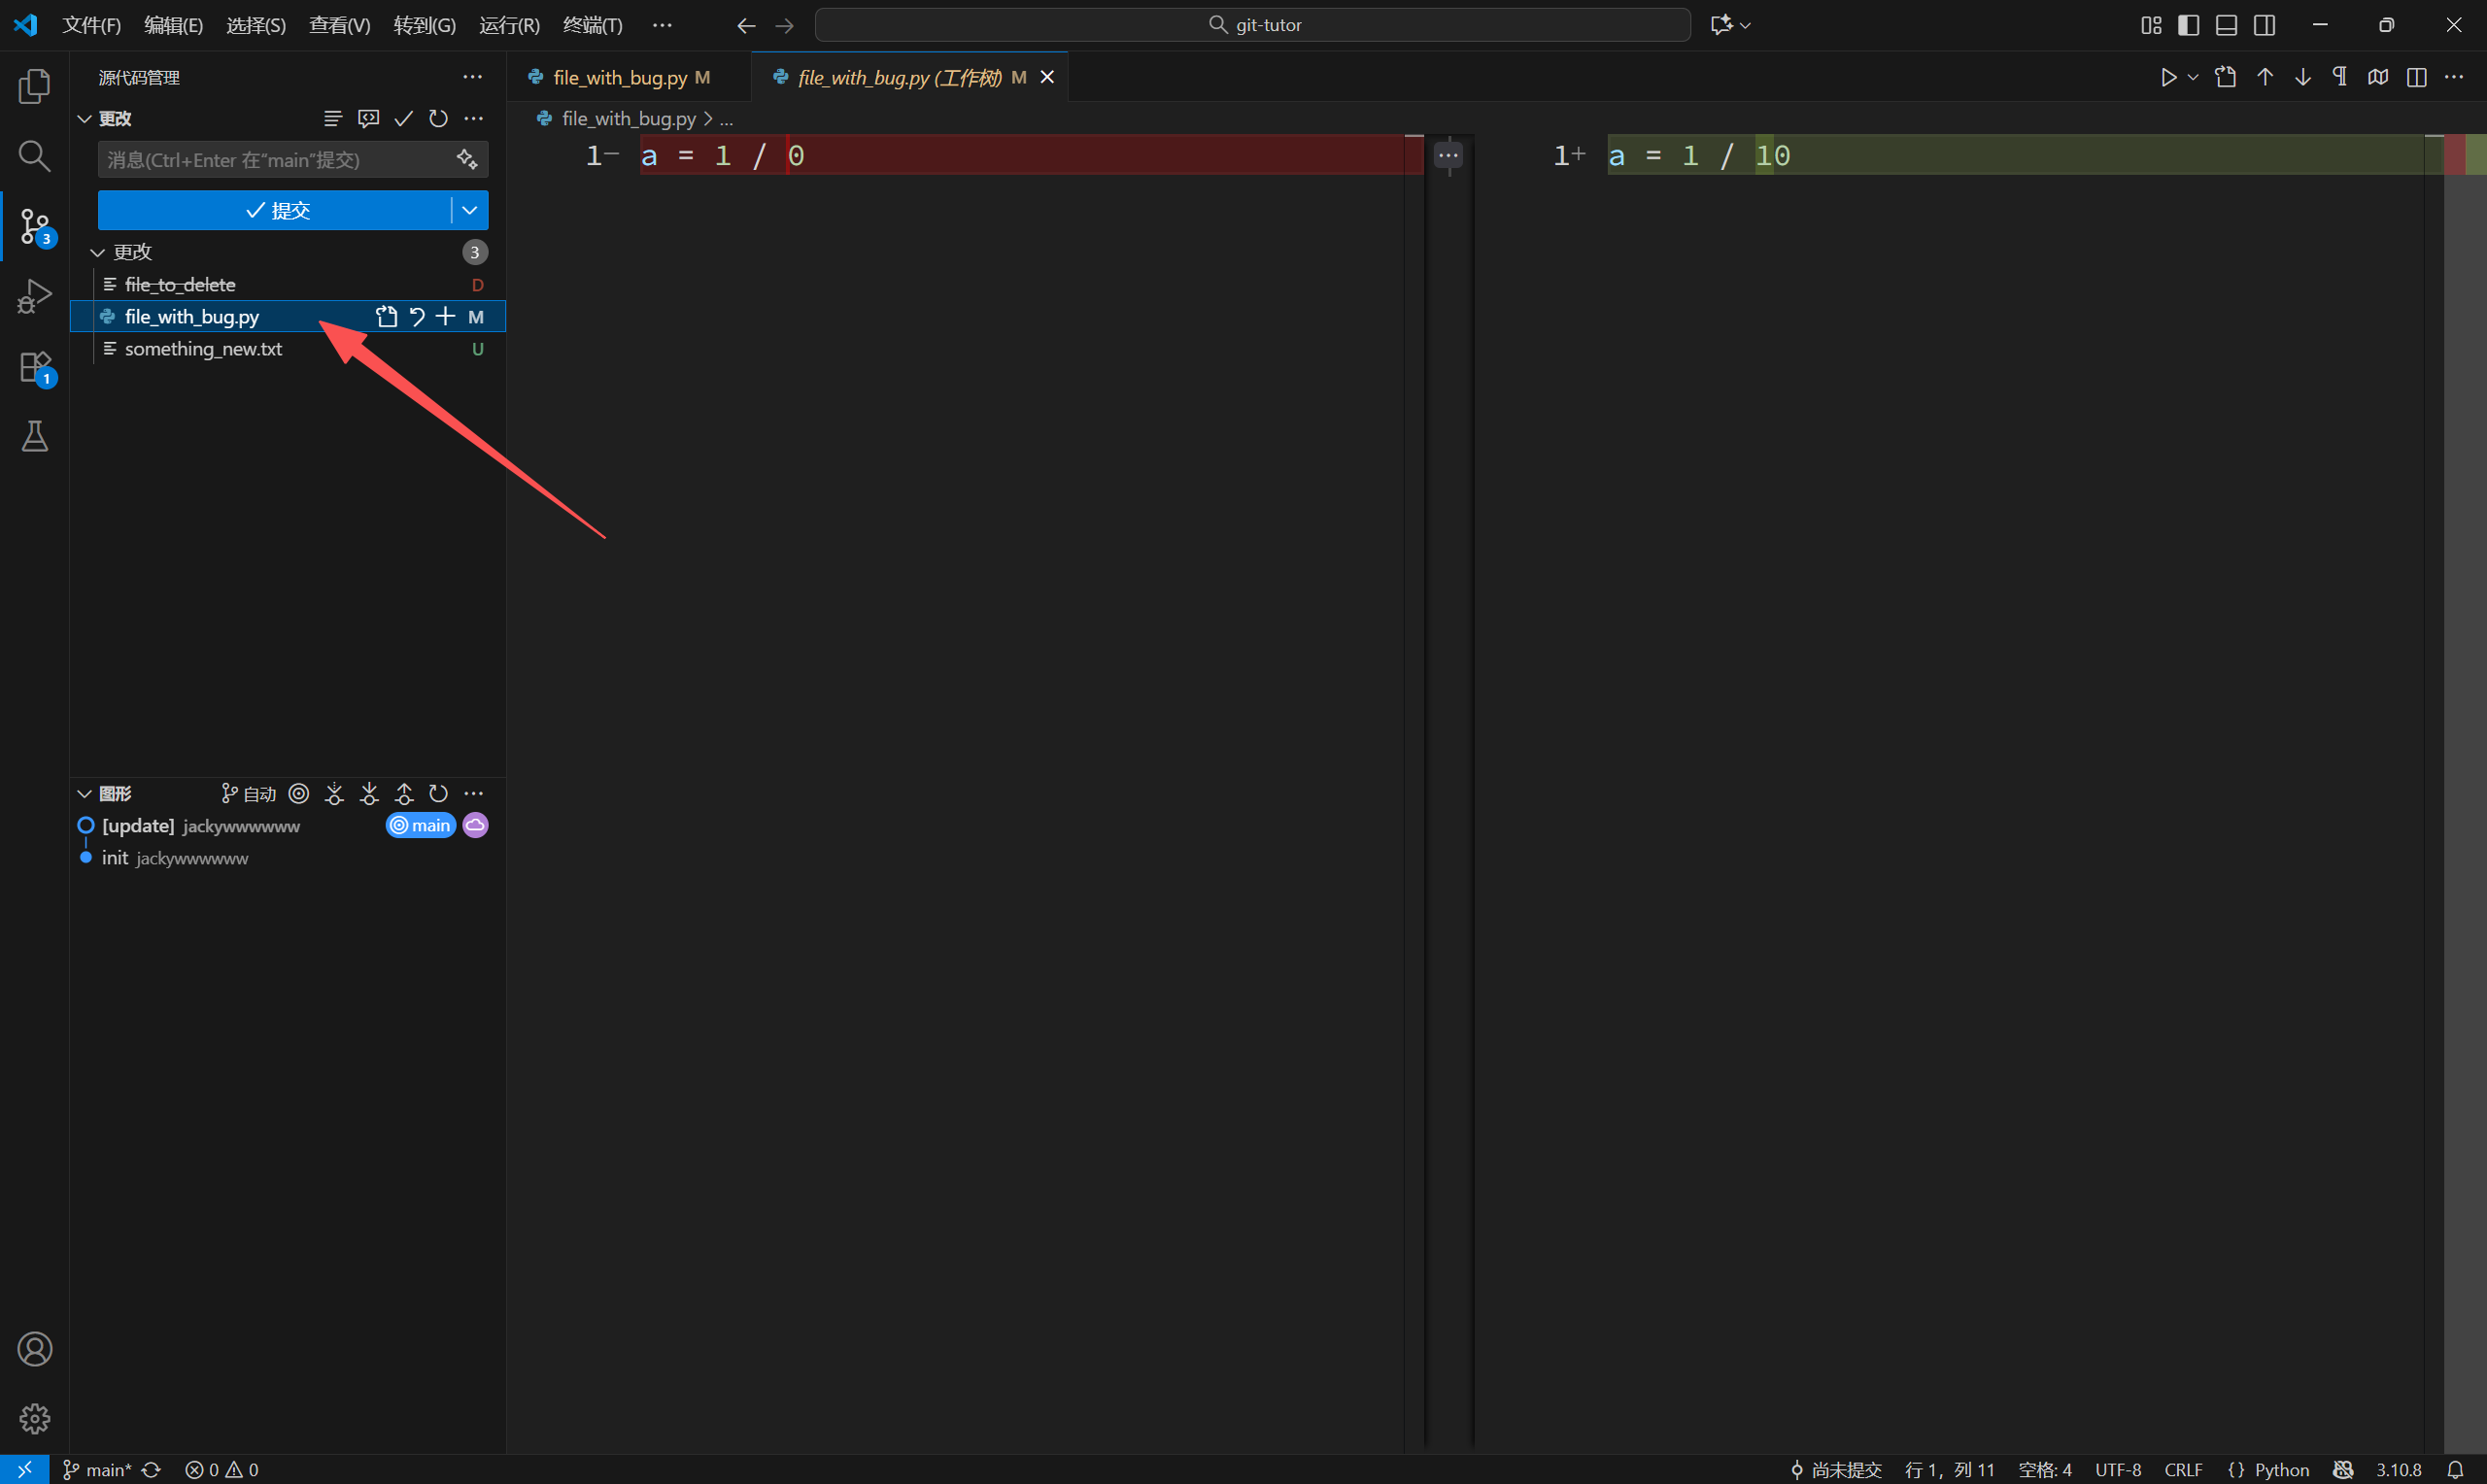 文件(F) 编辑(E) 选择(S) 查看(V) 转到(G) 运行(R) 终端(T) ··· git-tutor
源代码管理 ···
file_with_bug.py M
file_with_bug.py (工作树) M
更改 ···
file_with_bug.py > ...
消息(Ctrl+Enter 在"main"提交)
1− a = 1 / 0
1+ a = 1 / 10
提交
3
更改 3
file_to_delete D
file_with_bug.py M
something_new.txt U
1
图形 自动 ···
[update] jackywwwwww main
init jackywwwwww
main* 0 0 尚未提交 行 1，列 11 空格: 4 UTF-8 CRLF {} Python 3.10.8